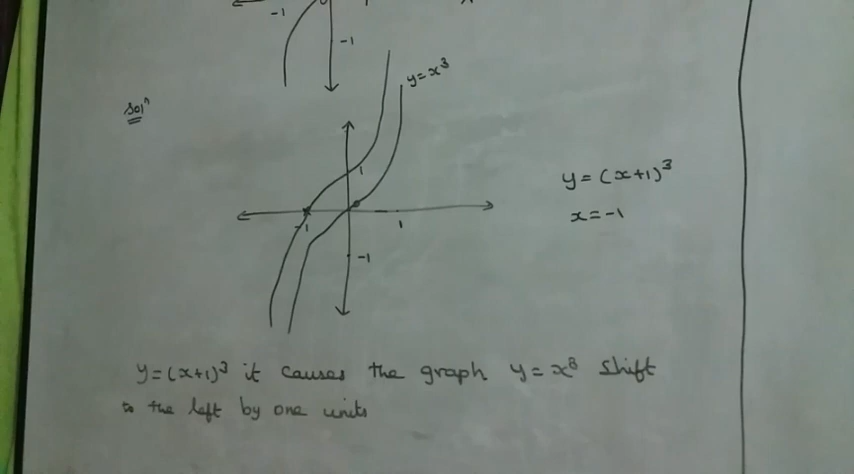 -1
-1
Solⁿ
y=x³
1
y=(x+1)³
x=-1
-1
1
-1
y=(x+1)³ it causes the graph y=x³ shift
to the left by one units